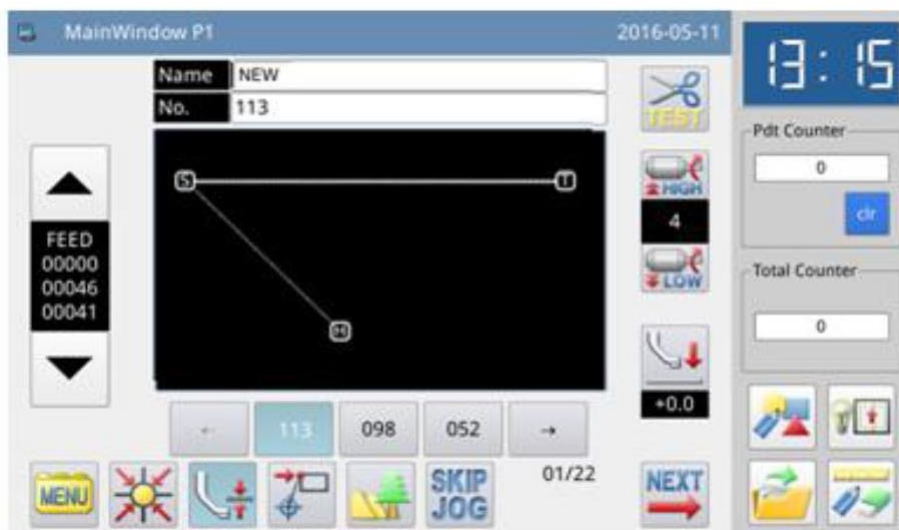 MainWindow P1
2016-05-11
13:15
Name NEW
No. 113
TEST
Pdt Counter
0
clr
S
T
HIGH
4
LOW
FEED
00000
00046
00041
H
Total Counter
0
+0.0
← 113 098 052 →
01/22
MENU
SKIP
JOG
NEXT